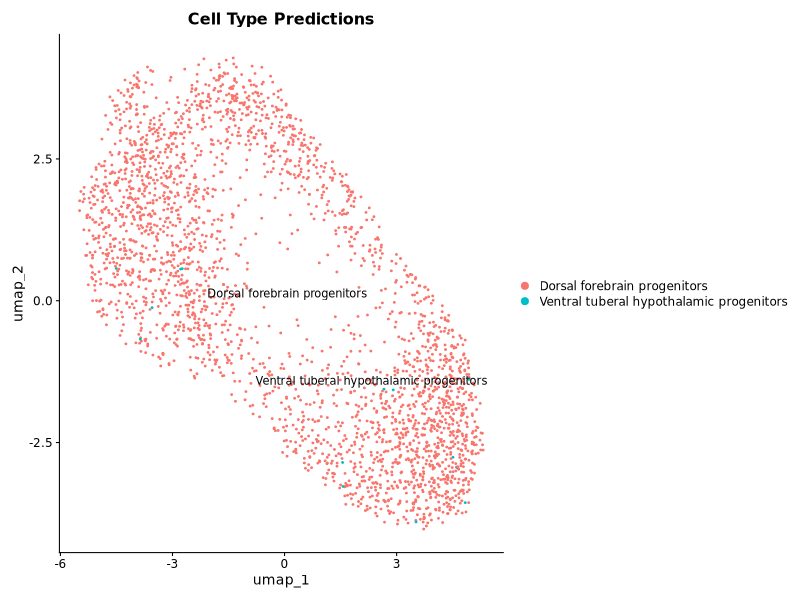 Cell Type Predictions
2.5
0.0
-2.5
umap_2
Dorsal forebrain progenitors
Ventral tuberal hypothalamic progenitors
-6
-3
0
3
umap_1
Dorsal forebrain progenitors
Ventral tuberal hypothalamic progenitors